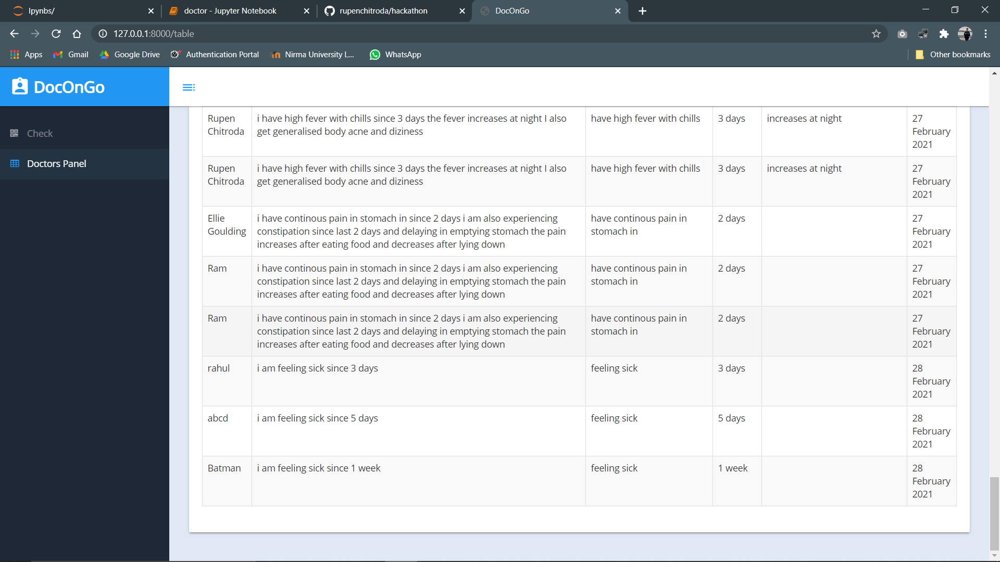 Ipynbs/
doctor - Jupyter Notebook
rupenchitroda/hackathon
DocOnGo
127.0.0.1:8000/table
Apps
Gmail
Google Drive
Authentication Portal
Nirma University L...
WhatsApp
Other bookmarks
DocOnGo
Check
Doctors Panel
Rupen
Chitroda
i have high fever with chills since 3 days the fever increases at night I also
get generalised body acne and diziness
have high fever with chills
3 days
increases at night
27
February
2021
Rupen
Chitroda
i have high fever with chills since 3 days the fever increases at night I also
get generalised body acne and diziness
have high fever with chills
3 days
increases at night
27
February
2021
Ellie
Goulding
i have continous pain in stomach in since 2 days i am also experiencing
constipation since last 2 days and delaying in emptying stomach the pain
increases after eating food and decreases after lying down
have continous pain in
stomach in
2 days
27
February
2021
Ram
i have continous pain in stomach in since 2 days i am also experiencing
constipation since last 2 days and delaying in emptying stomach the pain
increases after eating food and decreases after lying down
have continous pain in
stomach in
2 days
27
February
2021
Ram
i have continous pain in stomach in since 2 days i am also experiencing
constipation since last 2 days and delaying in emptying stomach the pain
increases after eating food and decreases after lying down
have continous pain in
stomach in
2 days
27
February
2021
rahul
i am feeling sick since 3 days
feeling sick
3 days
28
February
2021
abcd
i am feeling sick since 5 days
feeling sick
5 days
28
February
2021
Batman
i am feeling sick since 1 week
feeling sick
1 week
28
February
2021